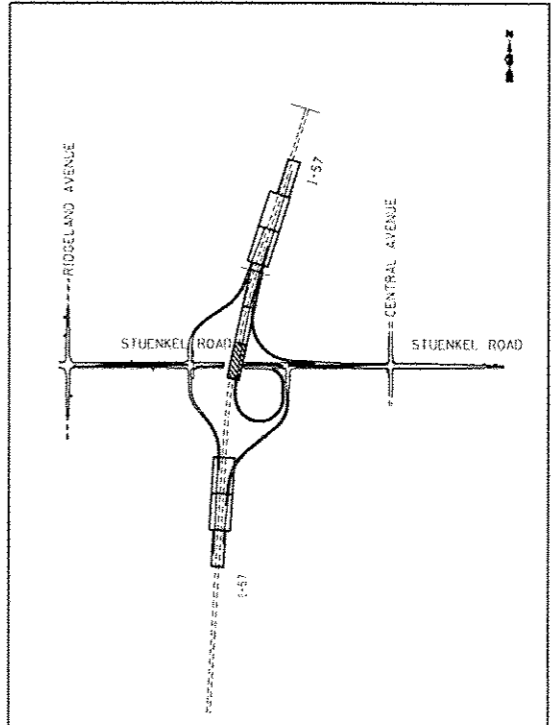 N
I-57
RIDGELAND AVENUE
CENTRAL AVENUE
STUENKEL ROAD
STUENKEL ROAD
I-57